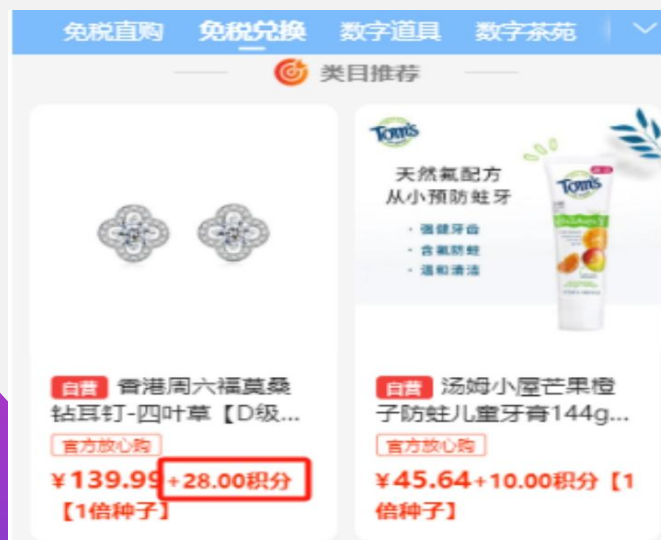 免税直购 免税兑换 数字道具 数字茶苑
类目推荐
Tom's
天然氟配方
从小预防蛀牙
· 强健牙齿
· 含氟防蛀
· 温和清洁
Tom's
自营 香港周六福莫桑
钻耳钉-四叶草【D级...
官方放心购
¥139.99+28.00积分
【1倍种子】
自营 汤姆小屋芒果橙
子防蛀儿童牙膏144g...
官方放心购
¥45.64+10.00积分【1
倍种子】